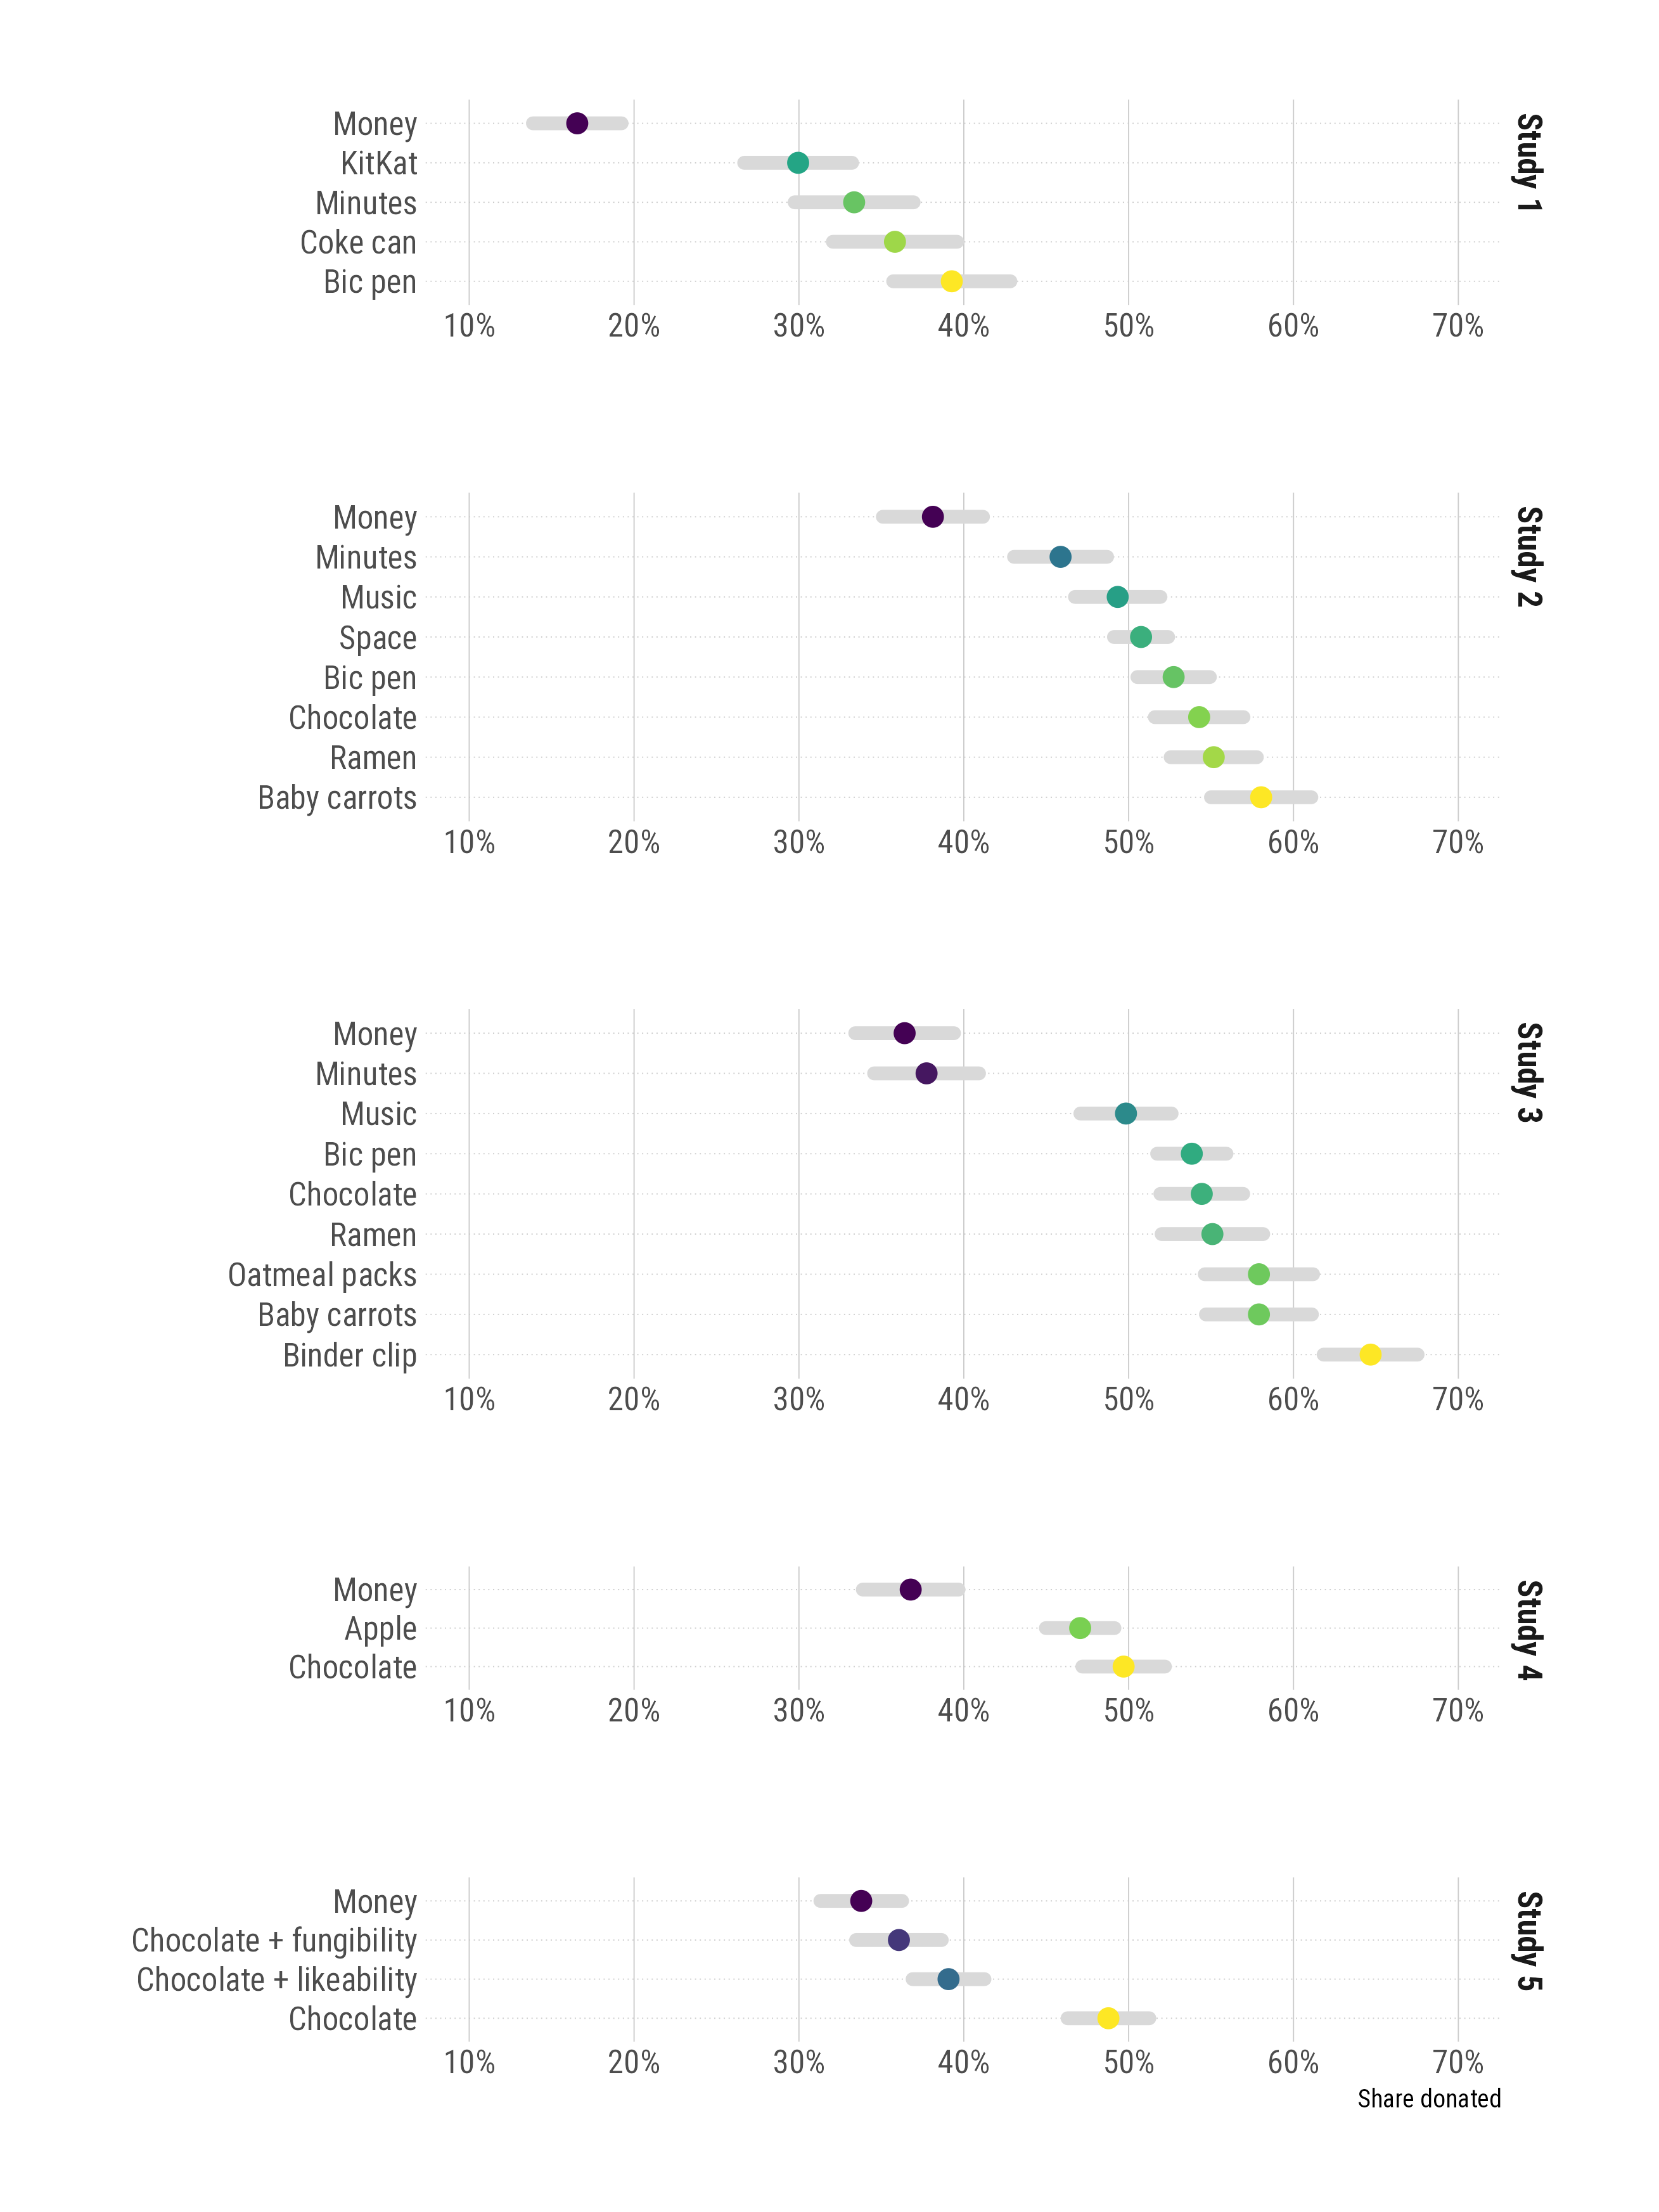 Study 1
Money
KitKat
Minutes
Coke can
Bic pen
10% 20% 30% 40% 50% 60% 70%
Study 2
Money
Minutes
Music
Space
Bic pen
Chocolate
Ramen
Baby carrots
10% 20% 30% 40% 50% 60% 70%
Study 3
Money
Minutes
Music
Bic pen
Chocolate
Ramen
Oatmeal packs
Baby carrots
Binder clip
10% 20% 30% 40% 50% 60% 70%
Study 4
Money
Apple
Chocolate
10% 20% 30% 40% 50% 60% 70%
Study 5
Money
Chocolate + fungibility
Chocolate + likeability
Chocolate
10% 20% 30% 40% 50% 60% 70%
Share donated